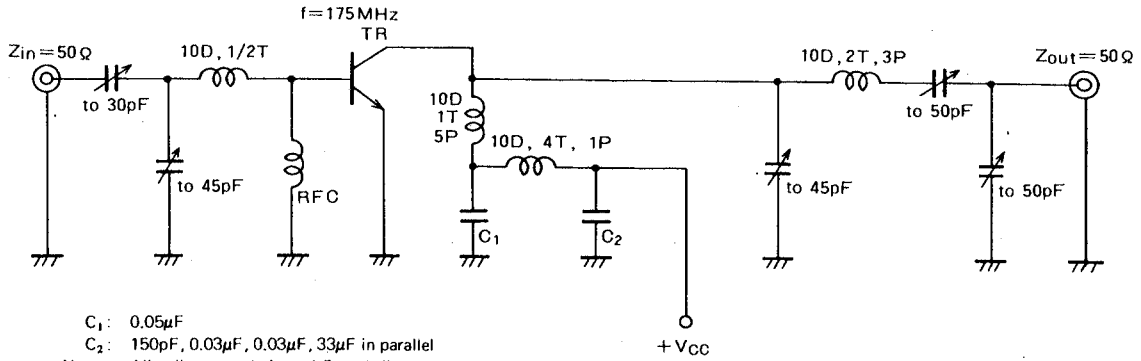 f=175MHz
TR
Zin=50Ω
10D, 1/2T
to 30pF
to 45pF
RFC
10D
1T
5P
10D, 4T, 1P
C₁
C₂
10D, 2T, 3P
to 50pF
Zout=50Ω
to 45pF
to 50pF
+VCC
C₁: 0.05μF
C₂: 150pF, 0.03μF, 0.03μF, 33μF in parallel